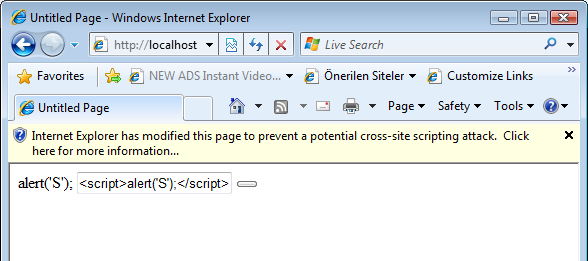 Untitled Page - Windows Internet Explorer
http://localhost
Live Search
Favorites NEW ADS Instant Video... Önerilen Siteler Customize Links
Untitled Page Page Safety Tools
Internet Explorer has modified this page to prevent a potential cross-site scripting attack. Click
here for more information...
alert('S'); <script>alert('S');</script>